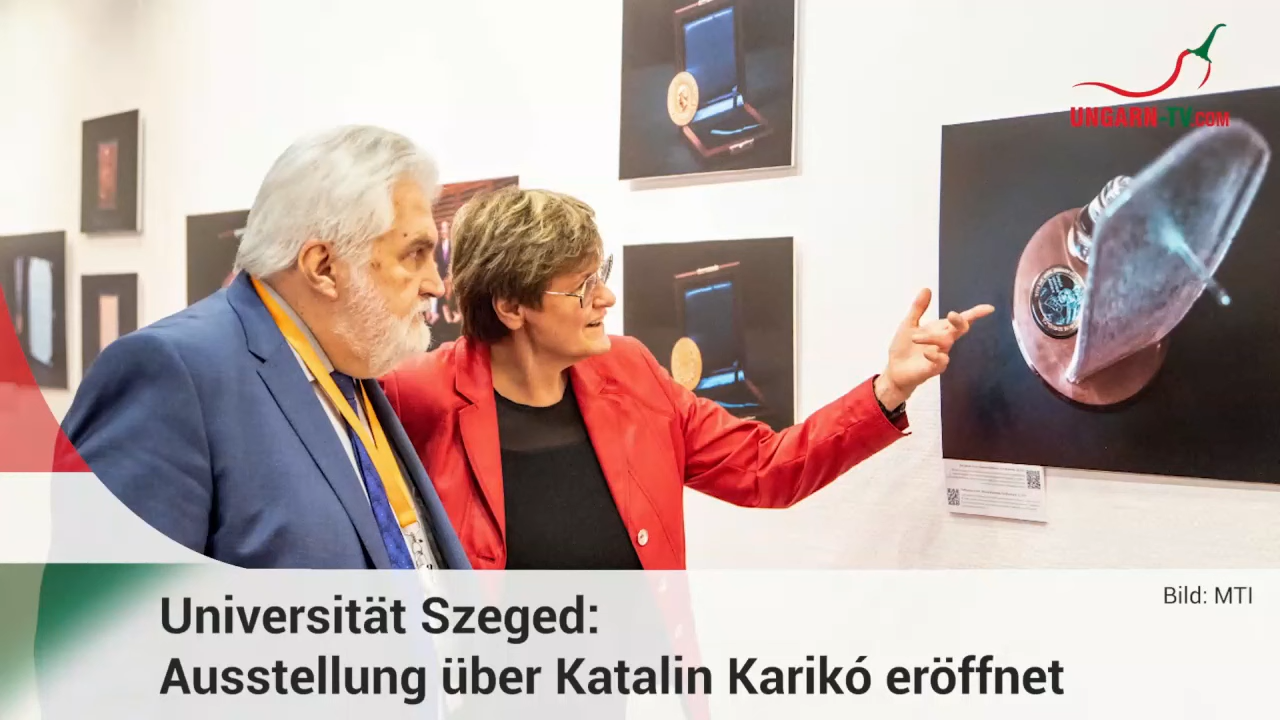 UNGARN-TV.COM
Bild: MTI
Universität Szeged:
Ausstellung über Katalin Karikó eröffnet